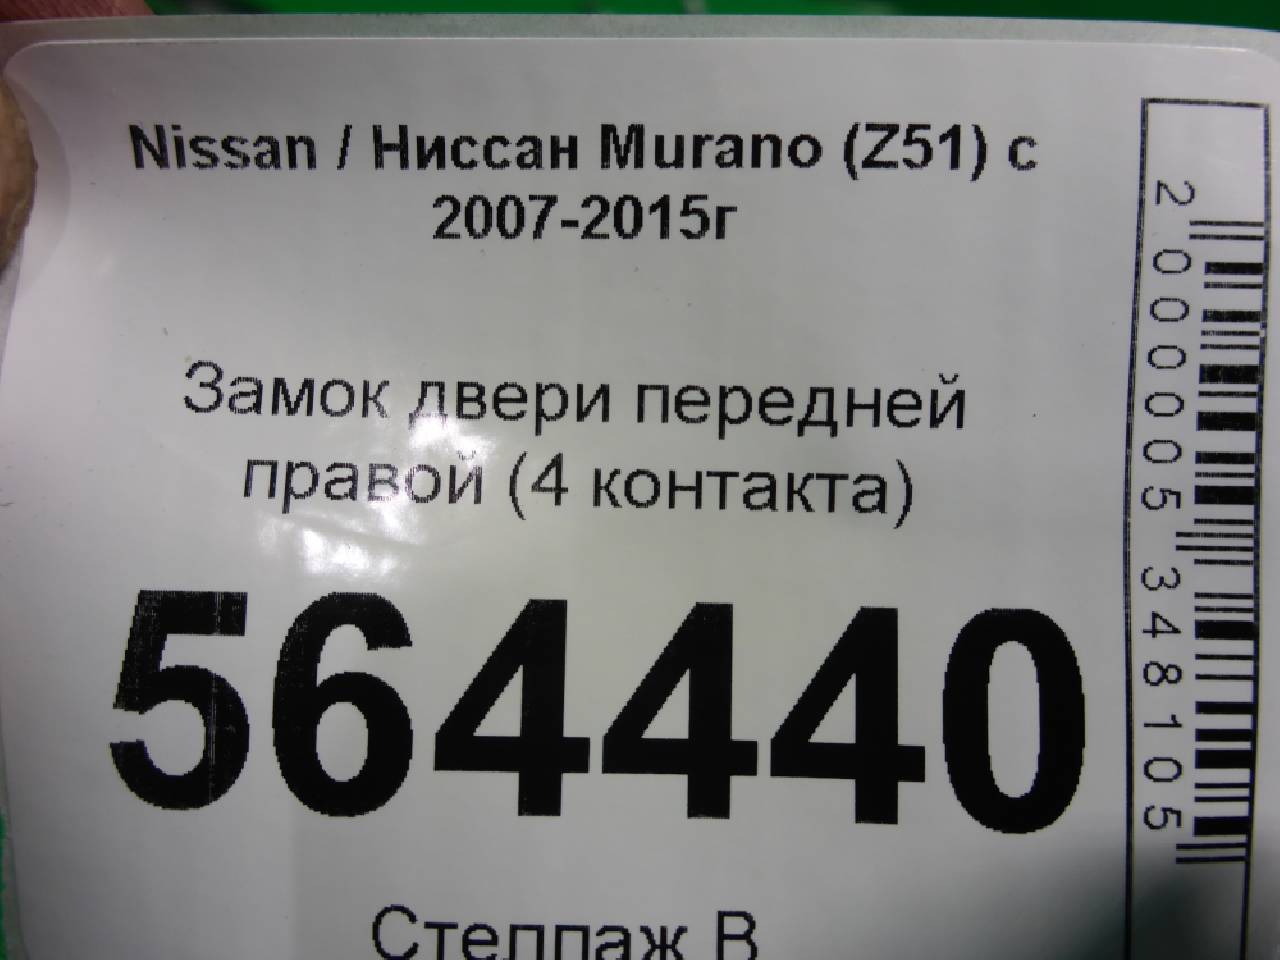 Nissan / Ниссан Murano (Z51) с
2007-2015г
Замок двери передней
правой (4 контакта)
564440
Стеллаж В
2000005348105